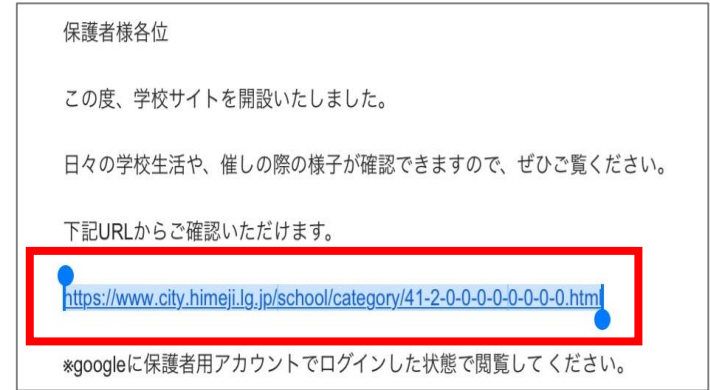 保護者様各位
この度、学校サイトを開設いたしました。
日々の学校生活や、催しの際の様子が確認できますので、ぜひご覧ください。
下記URLからご確認いただけます。
https://www.city.himeji.lg.jp/school/category/41-2-0-0-0-0-0-0-0-0.html
※googleに保護者用アカウントでログインした状態で閲覧してください。